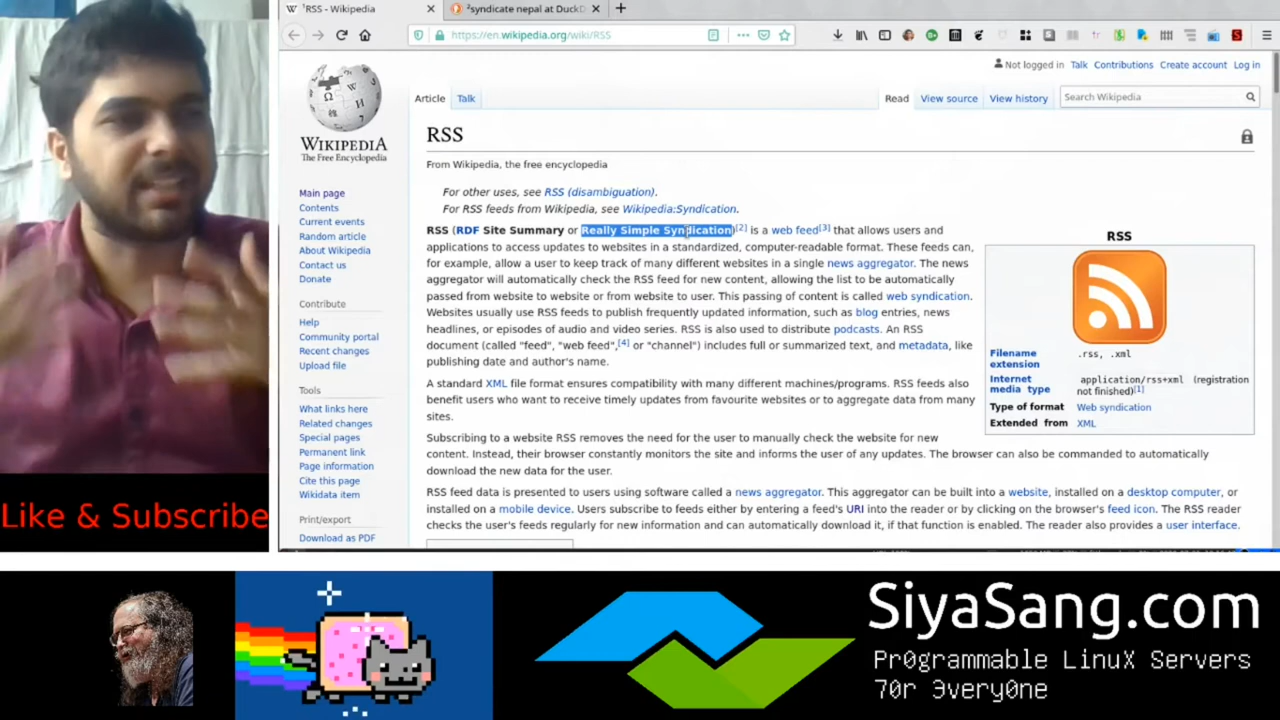 ¹RSS - Wikipedia
²syndicate nepal at DuckD
https://en.wikipedia.org/wiki/RSS
Not logged in Talk Contributions Create account Log in
Article Talk
Read View source View history Search Wikipedia
WIKIPEDIA
The Free Encyclopedia
Main page
Contents
Current events
Random article
About Wikipedia
Contact us
Donate
Contribute
Help
Community portal
Recent changes
Upload file
Tools
What links here
Related changes
Special pages
Permanent link
Page information
Cite this page
Wikidata item
Print/export
Download as PDF
RSS
From Wikipedia, the free encyclopedia
For other uses, see RSS (disambiguation).
For RSS feeds from Wikipedia, see Wikipedia:Syndication.
RSS (RDF Site Summary or Really Simple Syndication)[2] is a web feed[3] that allows users and
applications to access updates to websites in a standardized, computer-readable format. These feeds can,
for example, allow a user to keep track of many different websites in a single news aggregator. The news
aggregator will automatically check the RSS feed for new content, allowing the list to be automatically
passed from website to website or from website to user. This passing of content is called web syndication.
Websites usually use RSS feeds to publish frequently updated information, such as blog entries, news
headlines, or episodes of audio and video series. RSS is also used to distribute podcasts. An RSS
document (called "feed", "web feed",[4] or "channel") includes full or summarized text, and metadata, like
publishing date and author's name.
A standard XML file format ensures compatibility with many different machines/programs. RSS feeds also
benefit users who want to receive timely updates from favourite websites or to aggregate data from many
sites.
Subscribing to a website RSS removes the need for the user to manually check the website for new
content. Instead, their browser constantly monitors the site and informs the user of any updates. The browser can also be commanded to automatically
download the new data for the user.
RSS feed data is presented to users using software called a news aggregator. This aggregator can be built into a website, installed on a desktop computer, or
installed on a mobile device. Users subscribe to feeds either by entering a feed's URI into the reader or by clicking on the browser's feed icon. The RSS reader
checks the user's feeds regularly for new information and can automatically download it, if that function is enabled. The reader also provides a user interface.
RSS
Filename extension .rss, .xml
Internet media type application/rss+xml (registration not finished)[1]
Type of format Web syndication
Extended from XML
Like & Subscribe
SiyaSang.com
Pr0grammable LinuX Servers
70r 3very0ne